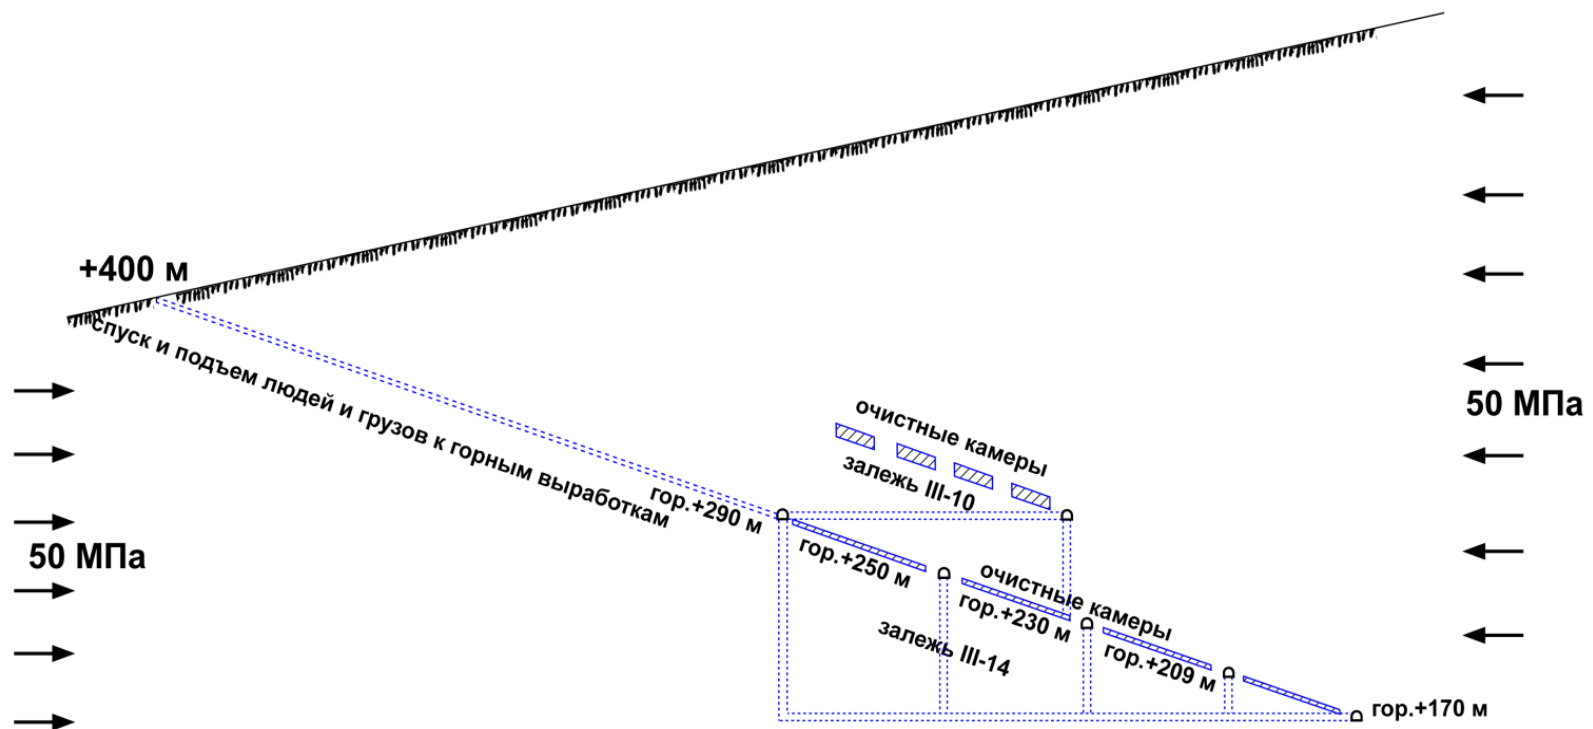 +400 м
спуск и подъем людей и грузов к горным выработкам
50 МПа
50 МПа
очистные камеры
залежь III-10
гор.+290 м
гор.+250 м
очистные камеры
гор.+230 м
залежь III-14
гор.+209 м
гор.+170 м